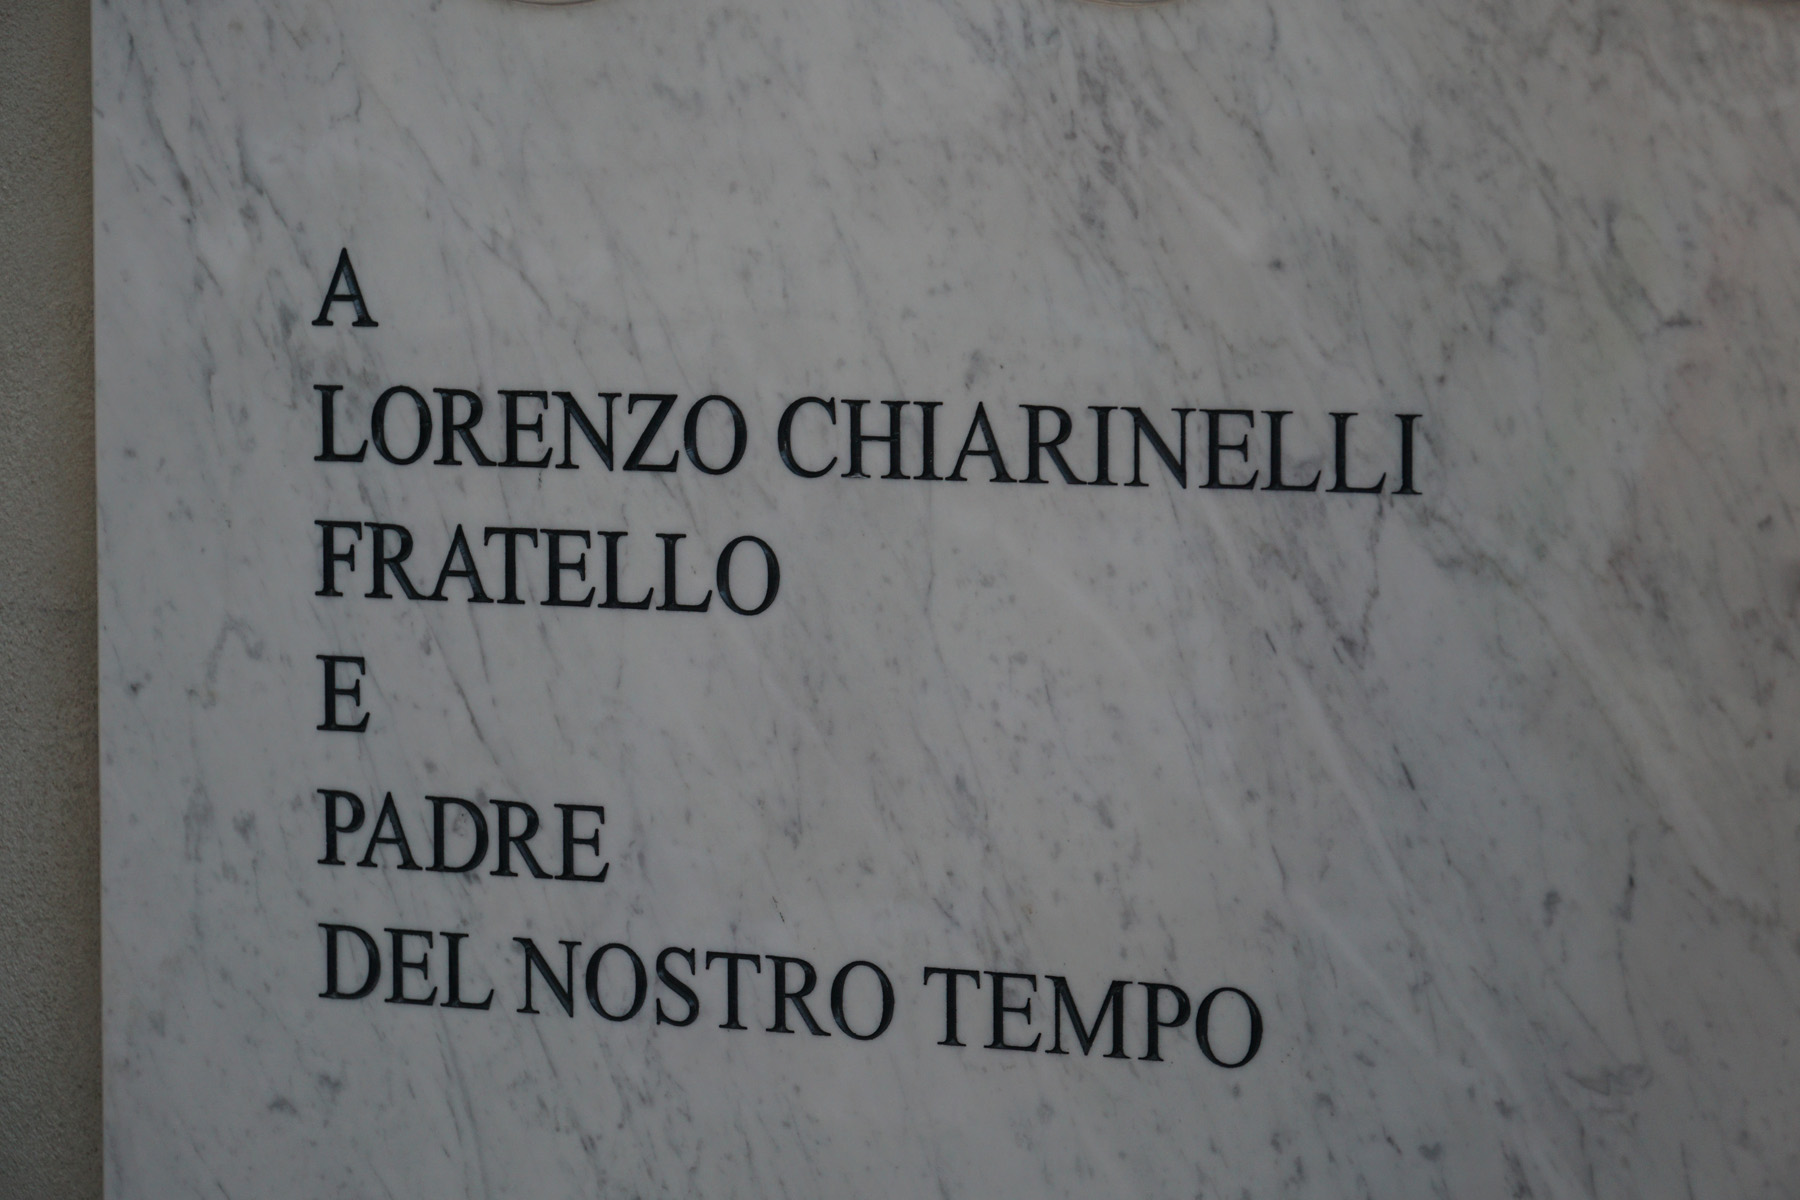 A
LORENZO CHIARINELLI
FRATELLO
E
PADRE
DEL NOSTRO TEMPO